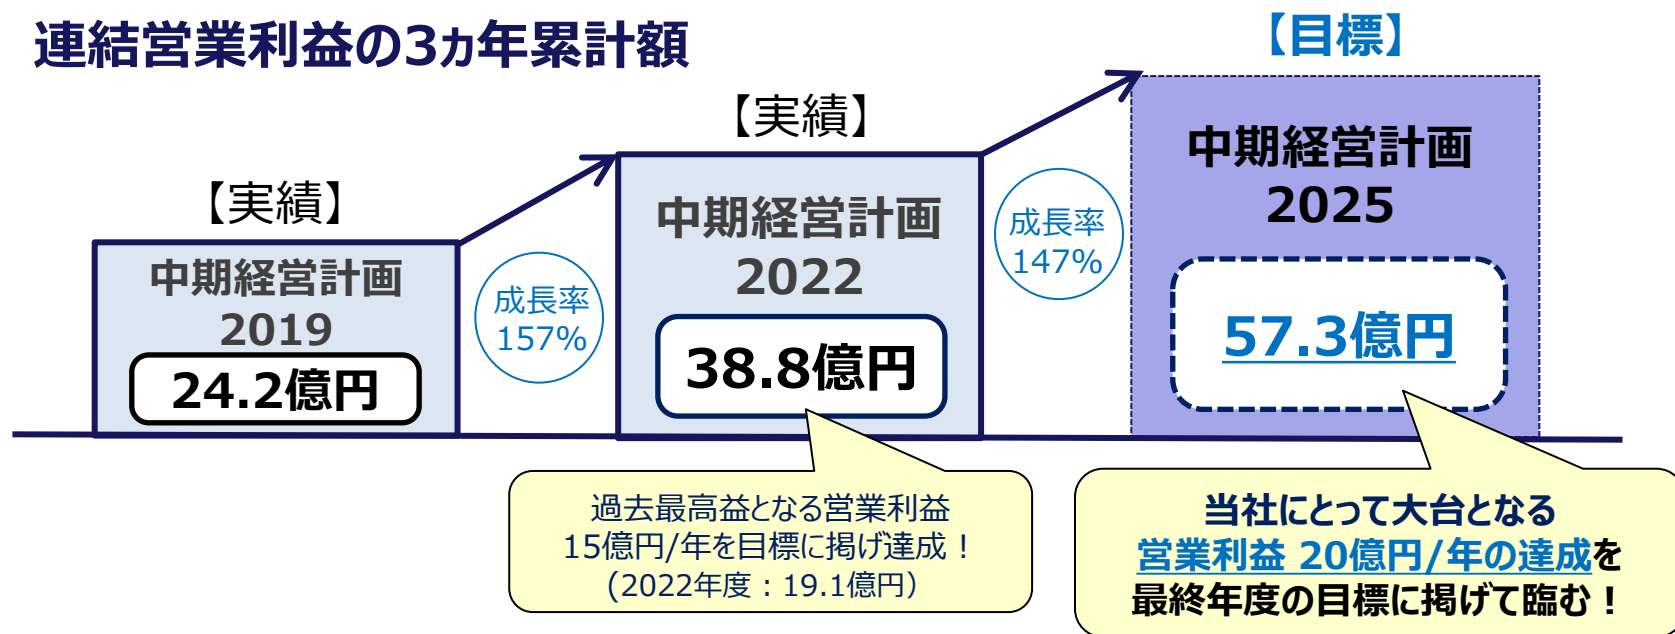 連結営業利益の3ヵ年累計額
【実績】
中期経営計画
2019
24.2億円
成長率
157%
【実績】
中期経営計画
2022
38.8億円
過去最高益となる営業利益
15億円/年を目標に掲げ達成！
(2022年度：19.1億円）
成長率
147%
【目標】
中期経営計画
2025
57.3億円
当社にとって大台となる
営業利益 20億円/年の達成を
最終年度の目標に掲げて臨む！